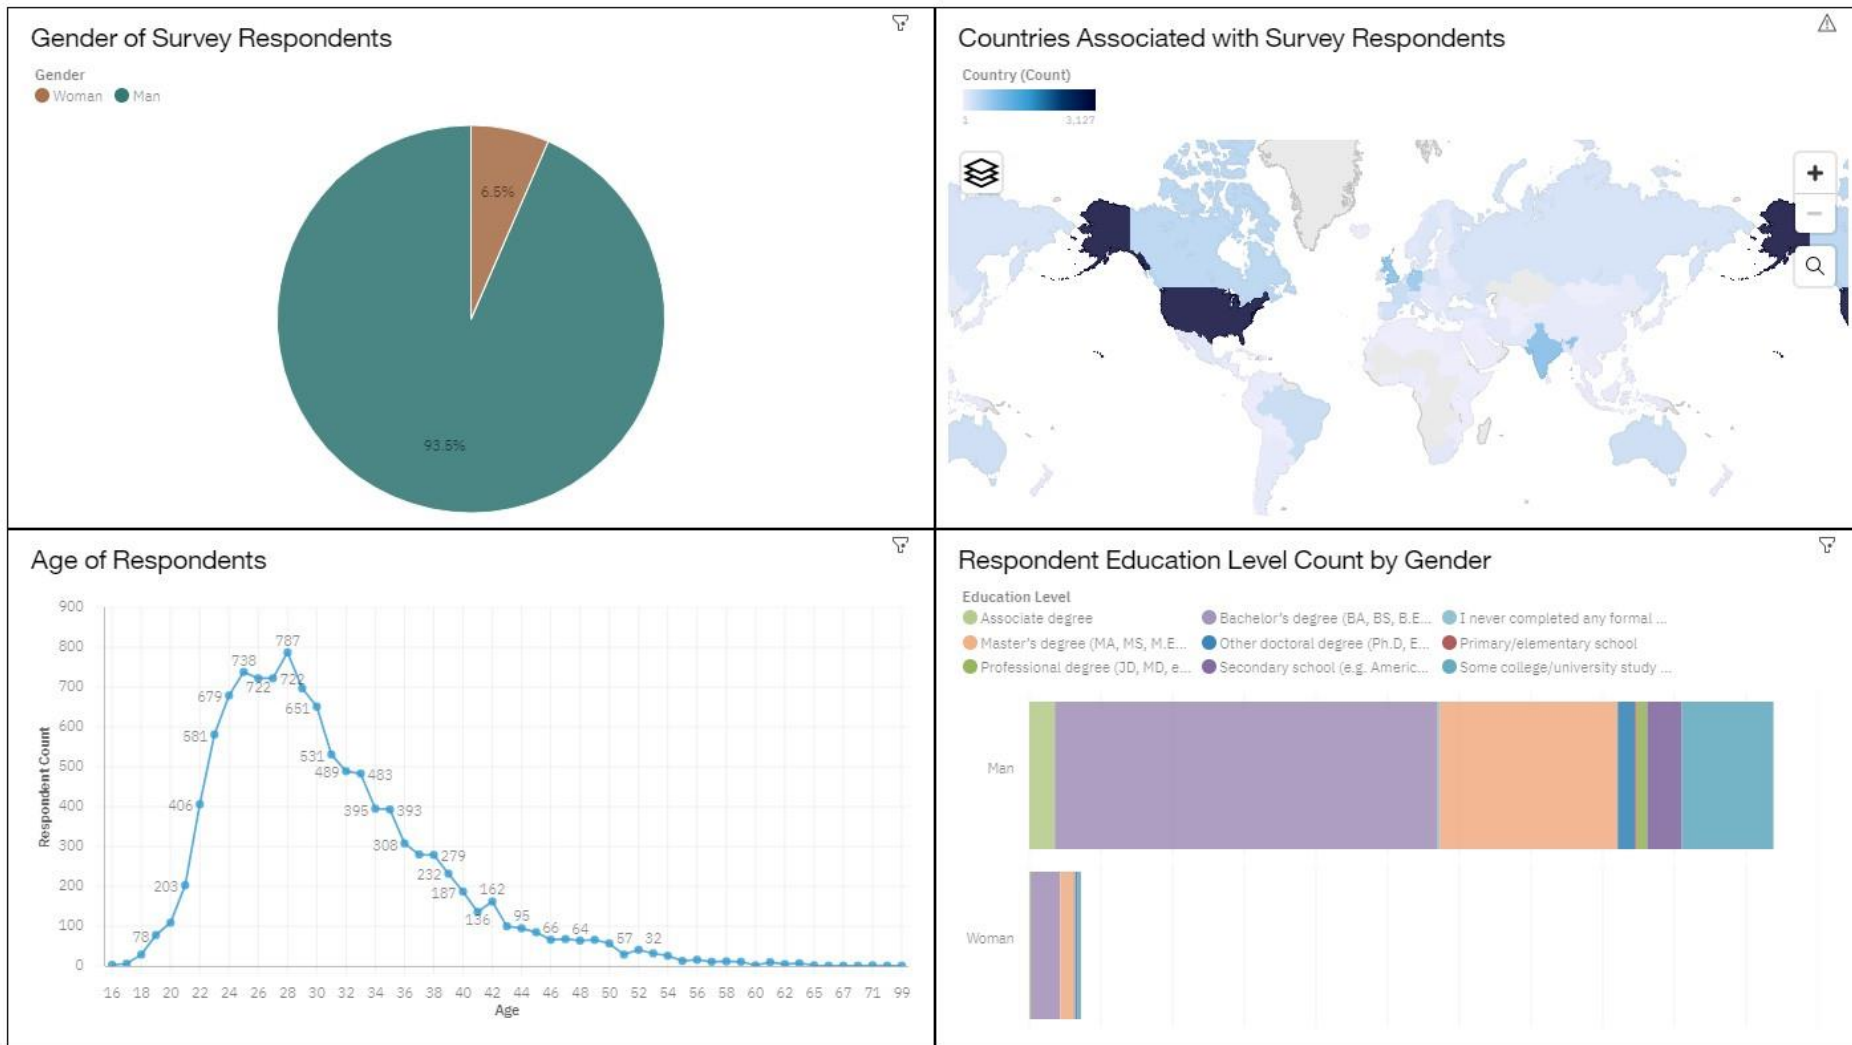 Gender of Survey Respondents
Gender
Woman Man
6.5%
93.5%
Countries Associated with Survey Respondents
Country (Count)
1 3,127
Age of Respondents
900
800
700
600
500
400
300
200
100
0
Respondent Count
78
203
406
581
679
738
722
722
787
651
531
489
483
395
393
308
279
232
187
136
162
95
66
64
57
32
16 18 20 22 24 26 28 30 32 34 36 38 40 42 44 46 48 50 52 54 56 58 60 62 65 67 71 99
Age
Respondent Education Level Count by Gender
Education Level
Associate degree Bachelor's degree (BA, BS, B.E... I never completed any formal ...
Master's degree (MA, MS, M.E... Other doctoral degree (Ph.D, E... Primary/elementary school
Professional degree (JD, MD, e... Secondary school (e.g. Americ... Some college/university study ...
Man
Woman